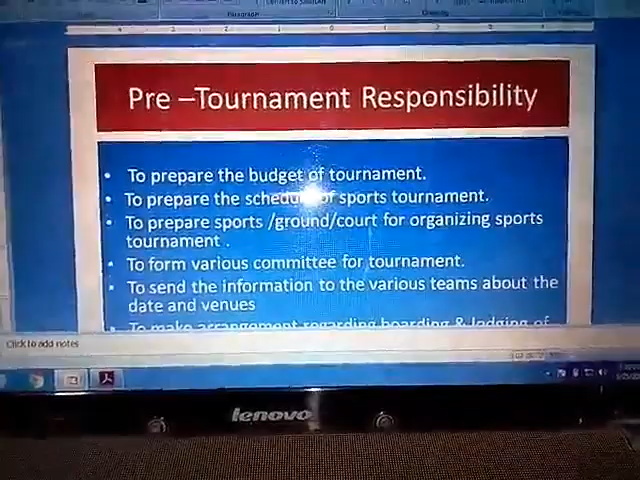 Paragraph
Drawing
Pre –Tournament Responsibility
• To prepare the budget of tournament.
• To prepare the schedule of sports tournament.
• To prepare sports /ground/court for organizing sports
tournament .
• To form various committee for tournament.
• To send the information to the various teams about the
date and venues
To make arrangement regarding boarding & lodging of
Click to add notes
lenovo